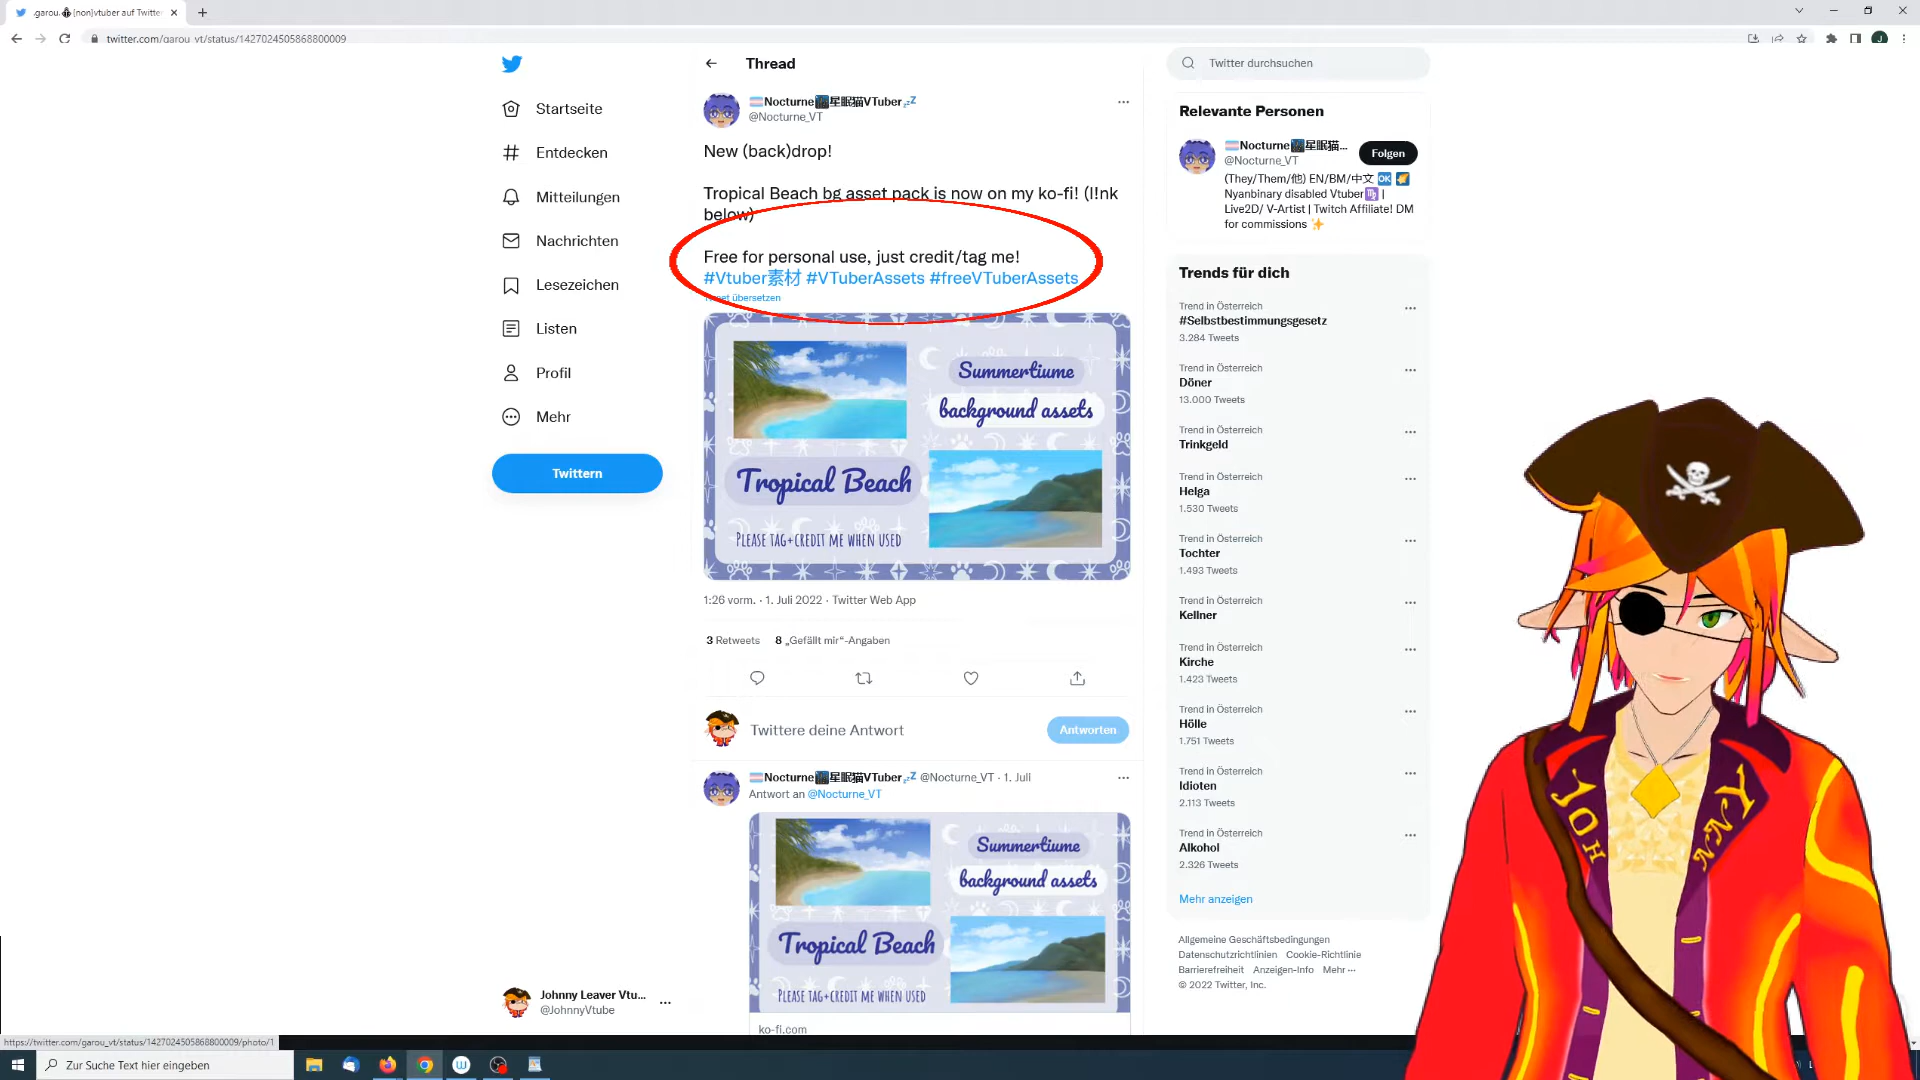 .garou. (non)vtuber auf Twitter
twitter.com/garou_vt/status/1427024505868800009
Startseite
Entdecken
Mitteilungen
Nachrichten
Lesezeichen
Listen
Profil
Mehr
Twittern
Johnny Leaver Vtu...
@JohnnyVtube
Thread
Nocturne星眠猫VTuber
@Nocturne_VT
New (back)drop!
Tropical Beach bg asset pack is now on my ko-fi! (l!nk
below)
Free for personal use, just credit/tag me!
#Vtuber素材 #VTuberAssets #freeVTuberAssets
Tweet übersetzen
Summertiume
background assets
Tropical Beach
PLEASE TAG+CREDIT ME WHEN USED
1:26 vorm. · 1. Juli 2022 · Twitter Web App
3 Retweets 8 „Gefällt mir“-Angaben
Twittere deine Antwort
Antworten
Nocturne星眠猫VTuber @Nocturne_VT · 1. Juli
Antwort an @Nocturne_VT
Summertiume
background assets
Tropical Beach
PLEASE TAG+CREDIT ME WHEN USED
ko-fi.com
Twitter durchsuchen
Relevante Personen
Nocturne星眠猫...
@Nocturne_VT
Folgen
(They/Them/他) EN/BM/中文 OK
Nyanbinary disabled Vtuber |
Live2D/ V-Artist | Twitch Affiliate! DM
for commissions
Trends für dich
Trend in Österreich
#Selbstbestimmungsgesetz
3.284 Tweets
Trend in Österreich
Döner
13.000 Tweets
Trend in Österreich
Trinkgeld
Trend in Österreich
Helga
1.530 Tweets
Trend in Österreich
Tochter
1.493 Tweets
Trend in Österreich
Kellner
Trend in Österreich
Kirche
1.423 Tweets
Trend in Österreich
Hölle
1.751 Tweets
Trend in Österreich
Idioten
2.113 Tweets
Trend in Österreich
Alkohol
2.326 Tweets
Mehr anzeigen
Allgemeine Geschäftsbedingungen
Datenschutzrichtlinien Cookie-Richtlinie
Barrierefreiheit Anzeigen-Info Mehr ···
© 2022 Twitter, Inc.
JOH NNY
https://twitter.com/garou_vt/status/1427024505868800009/photo/1
Zur Suche Text hier eingeben